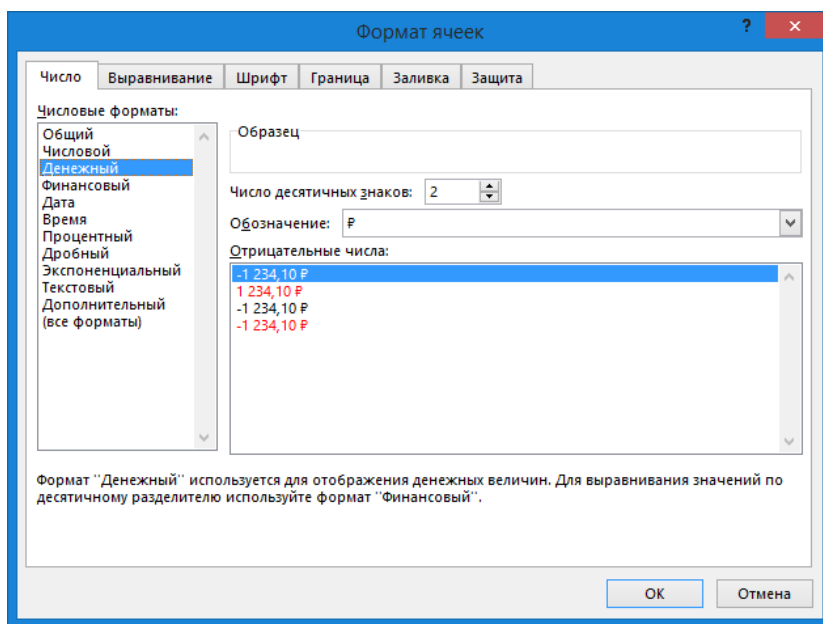 Формат ячеек
?
×
Число
Выравнивание
Шрифт
Граница
Заливка
Защита
Числовые форматы:
Общий
Числовой
Денежный
Финансовый
Дата
Время
Процентный
Дробный
Экспоненциальный
Текстовый
Дополнительный
(все форматы)
Образец
Число десятичных знаков: 2
Обозначение: ₽
Отрицательные числа:
-1 234,10 ₽
1 234,10 ₽
-1 234,10 ₽
-1 234,10 ₽
Формат "Денежный" используется для отображения денежных величин. Для выравнивания значений по
десятичному разделителю используйте формат "Финансовый".
ОК
Отмена